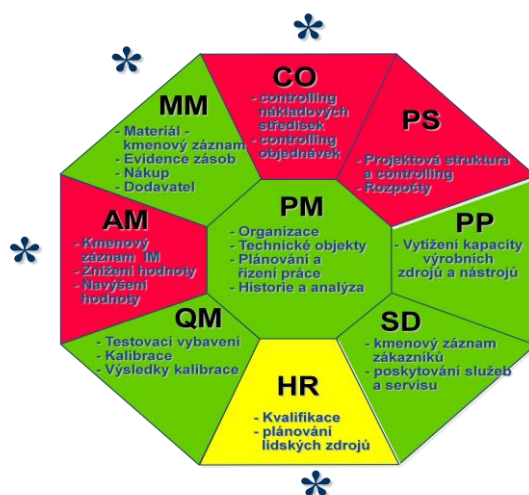 CO
- controlling
nákladových
středisek
- controlling
objednávek
PS
- Projektová struktura
a controlling
- Rozpočty
MM
- Materiál -
kmenový záznam
- Evidence zásob
- Nákup
- Dodavatel
PM
- Organizace
- Technické objekty
- Plánování a
řízení práce
- Historie a analýza
PP
- Vytížení kapacity
výrobních
zdrojů a nástrojů
AM
- Kmenový
záznam IM
- Znížení hodnoty
- Navýšení
hodnoty
QM
- Testovací vybavení
- Kalibrace
- Výsledky kalibrace
SD
- kmenový záznam
zákazníků
- poskytování služeb
a servisu
HR
- Kvalifikace
- plánování
lidských zdrojů